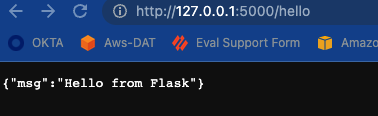 http://127.0.0.1:5000/hello
OKTA Aws-DAT Eval Support Form Amazo
{"msg":"Hello from Flask"}